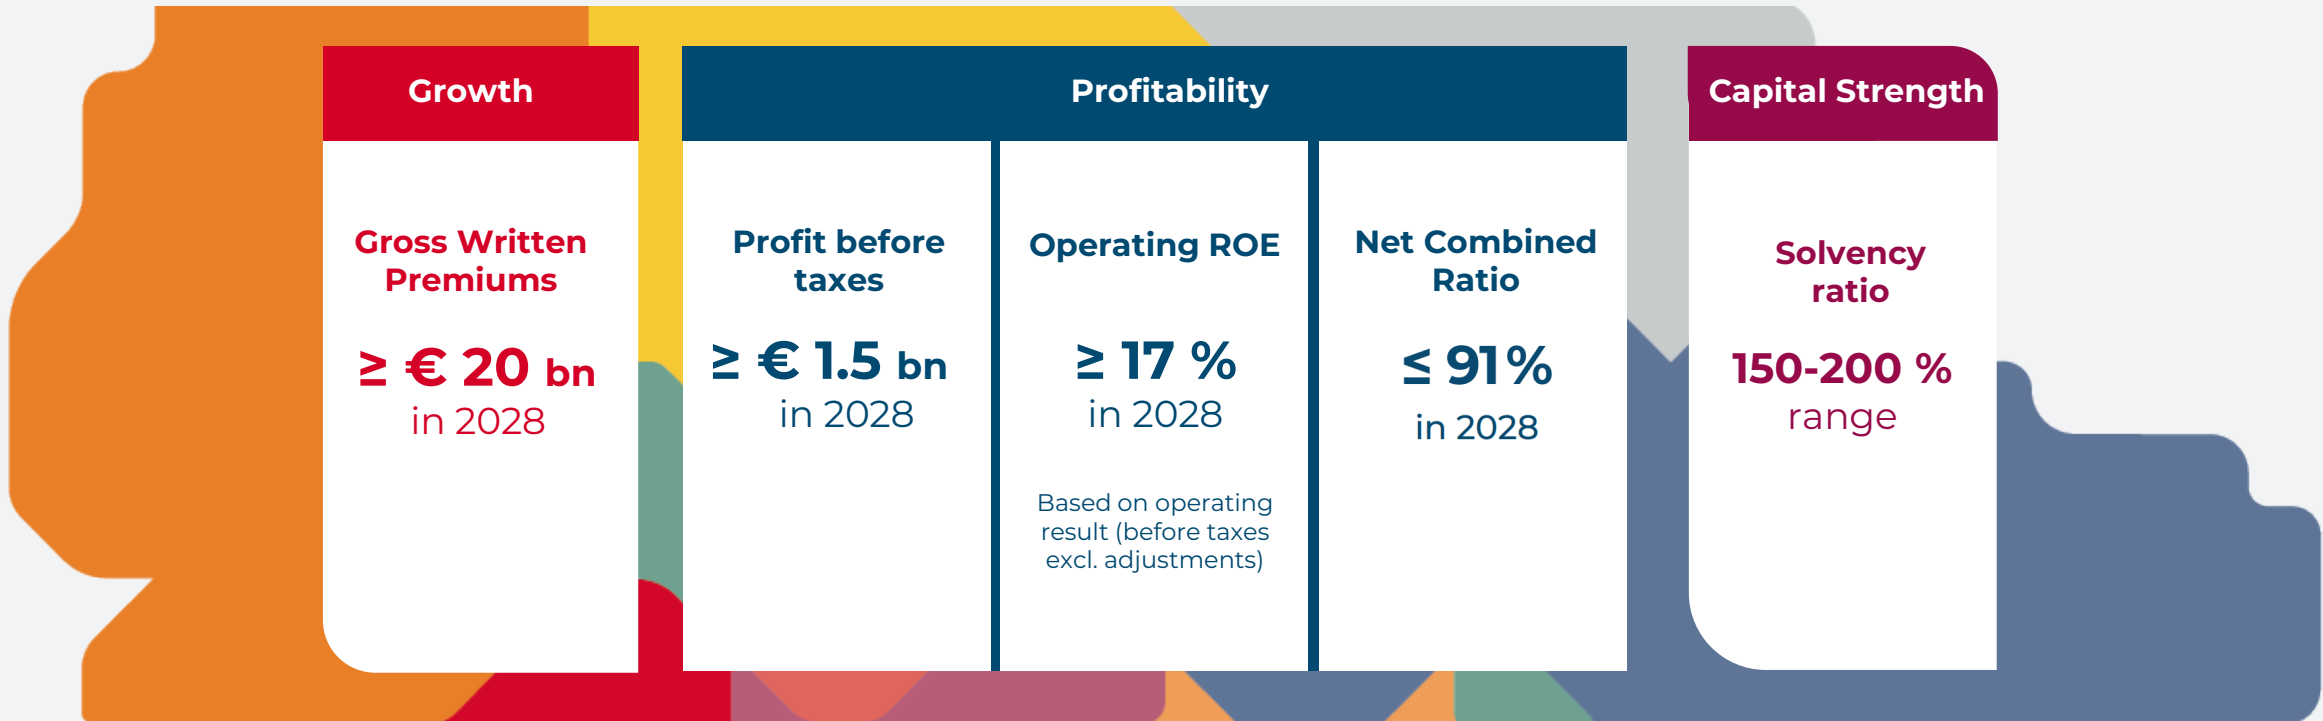 Growth
Gross Written
Premiums
≥ € 20 bn
in 2028
Profitability
Profit before
taxes
≥ € 1.5 bn
in 2028
Operating ROE
≥ 17 %
in 2028
Based on operating
result (before taxes
excl. adjustments)
Net Combined
Ratio
≤ 91%
in 2028
Capital Strength
Solvency
ratio
150-200 %
range